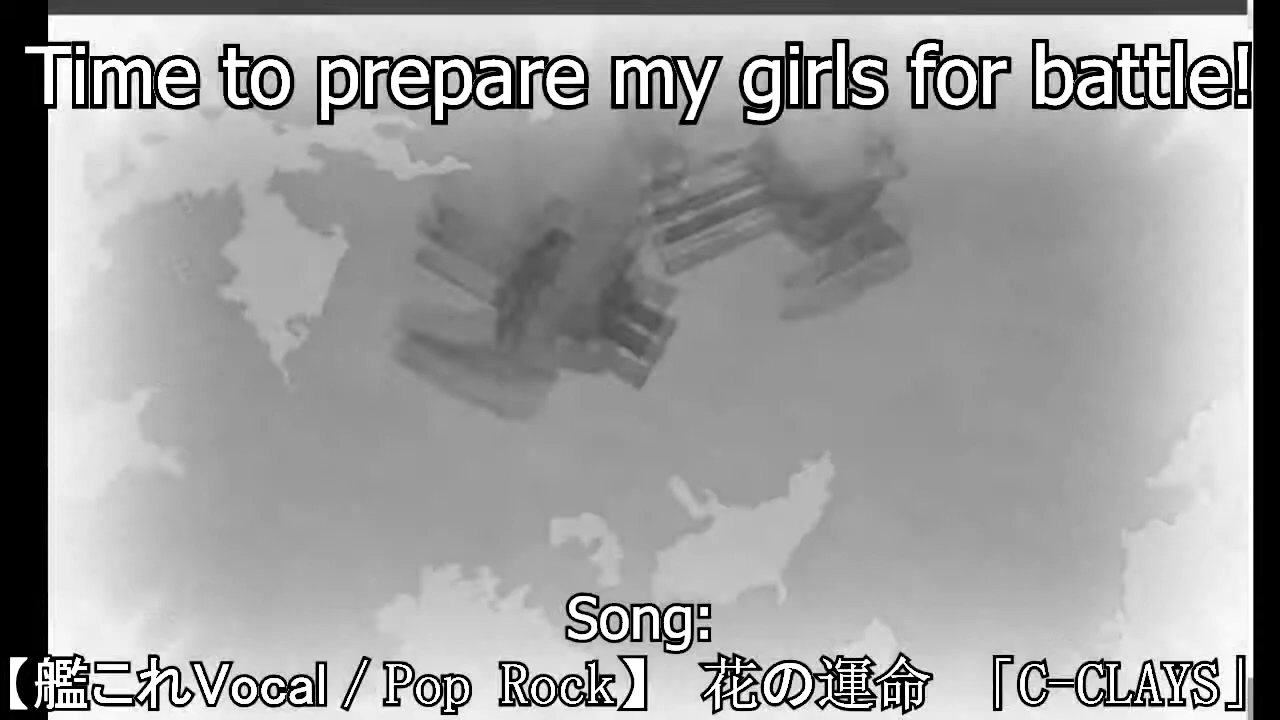 Time to prepare my girls for battle!
Song:
【艦これVocal／Pop Rock】 花の運命 「C-CLAYS」